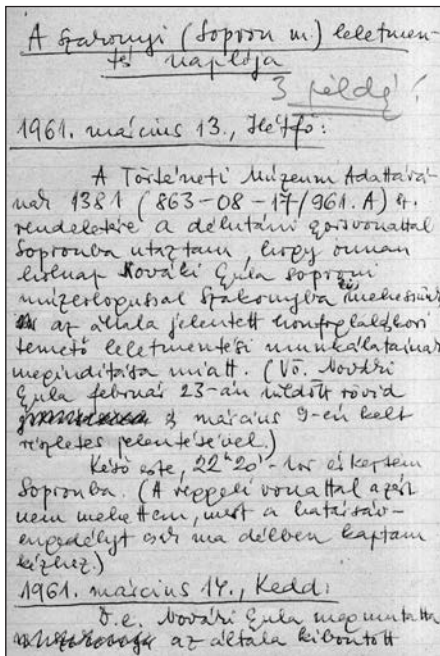 A Szakonyi (Sopron m.) leletmen-
tés naplója
3 példá!
1961. március 13., Hétfő:
A Történeti Múzeum Adattárá-
nak 1381 (863-08-17/961. A) sz.
rendeletére a délutáni gyorsvonattal
Sopronba utaztam, hogy onnan
holnap Nováki Gyula soproni
muzeológussal Szakonyba mehessünk
az általa jelentett honfoglaláskori
temető leletmentési munkálatainak
megindítása miatt. (Vö. Nováki
Gyula február 23-án küldött rövid
s március 9-én kelt
részletes jelentésével.)
Késő este, 22h20'-kor érkeztem
Sopronba. (A reggeli vonattal azért
nem mehettem, mert a határsáv-
engedélyt csak ma délben kaptam
kézhez.)
1961. március 14., Kedd:
D.e. Nováki Gyula megmutatta
az általa kibontott